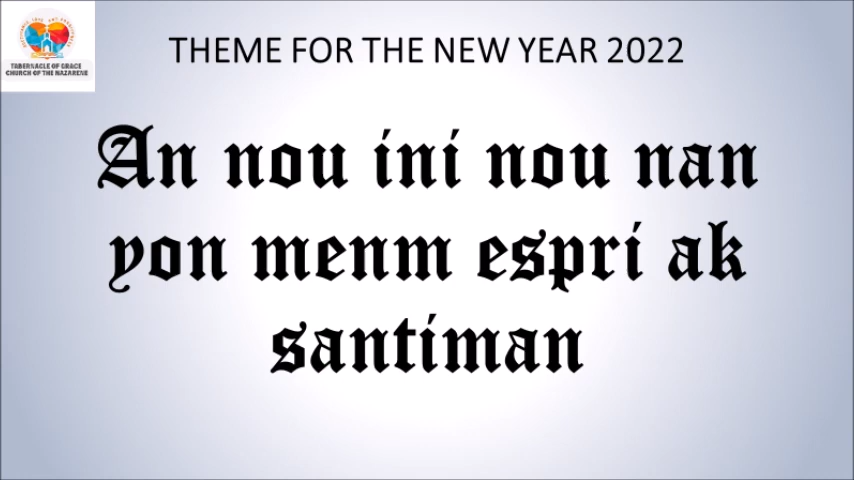 TABERNACLE OF GRACE
CHURCH OF THE NAZARENE
THEME FOR THE NEW YEAR 2022
An nou ini nou nan
yon menm espri ak
santiman